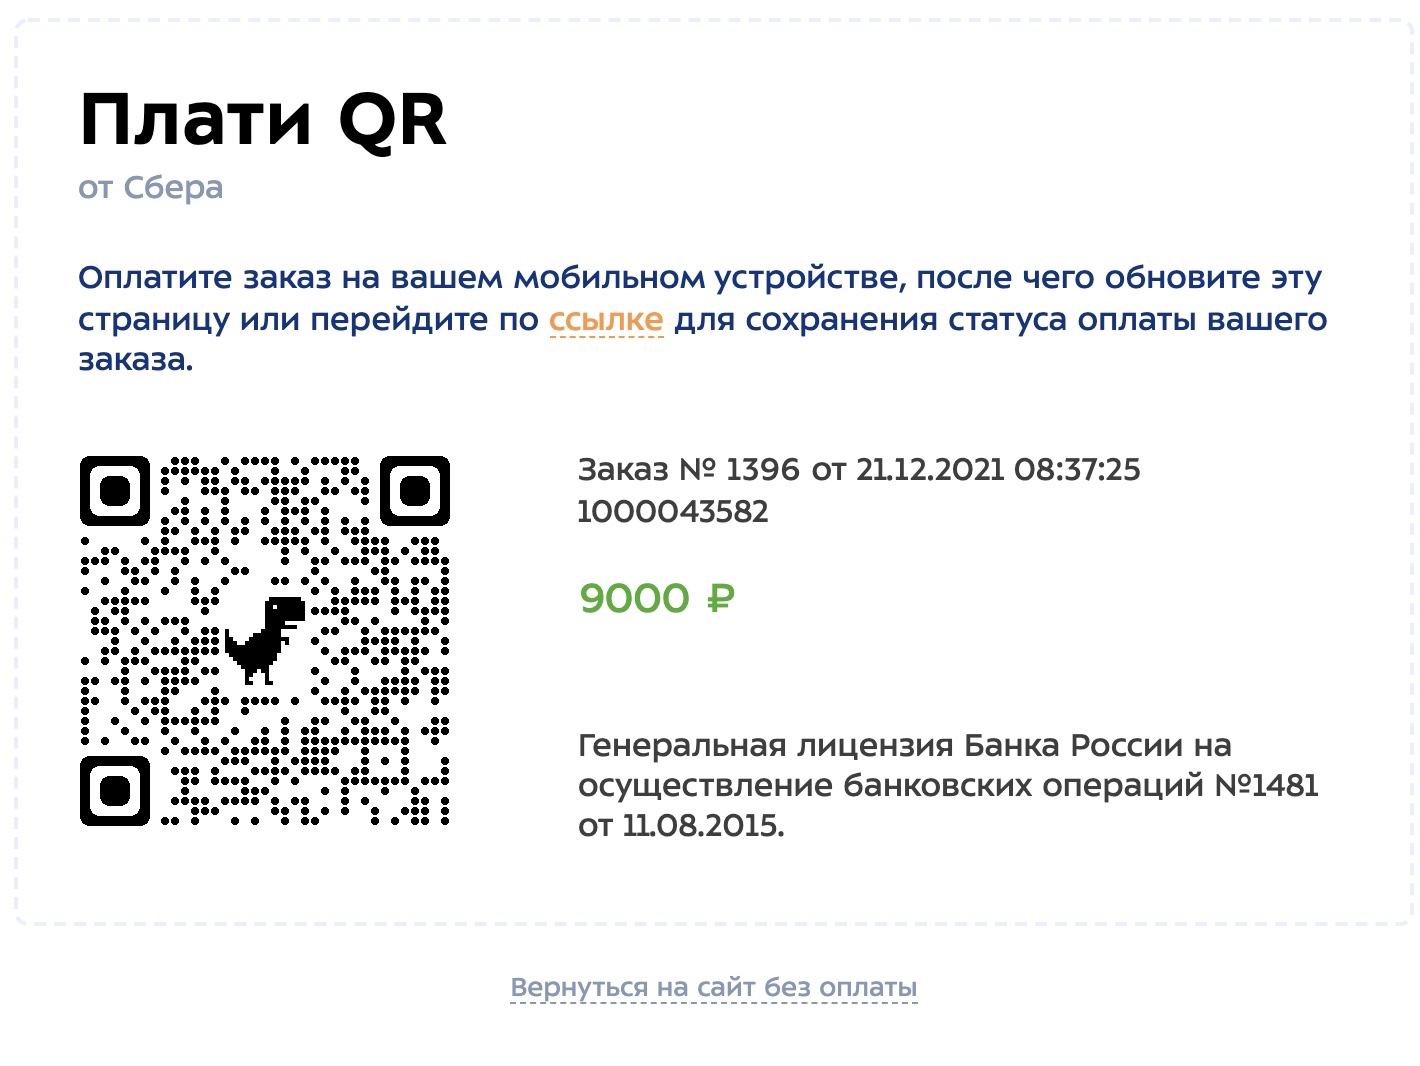 Плати QR
от Сбера
Оплатите заказ на вашем мобильном устройстве, после чего обновите эту
страницу или перейдите по ссылке для сохранения статуса оплаты вашего
заказа.
Заказ № 1396 от 21.12.2021 08:37:25
1000043582
9000 ₽
Генеральная лицензия Банка России на
осуществление банковских операций №1481
от 11.08.2015.
Вернуться на сайт без оплаты